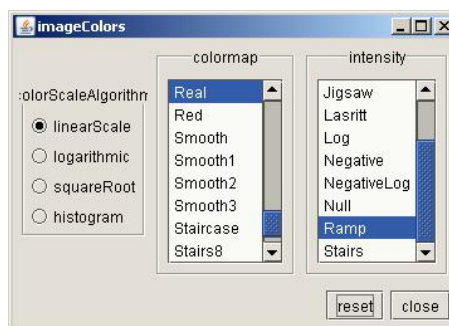 imageColors
:olorScaleAlgorithm
linearScale
logarithmic
squareRoot
histogram
colormap
Real
Red
Smooth
Smooth1
Smooth2
Smooth3
Staircase
Stairs8
intensity
Jigsaw
Lasritt
Log
Negative
NegativeLog
Null
Ramp
Stairs
reset
close